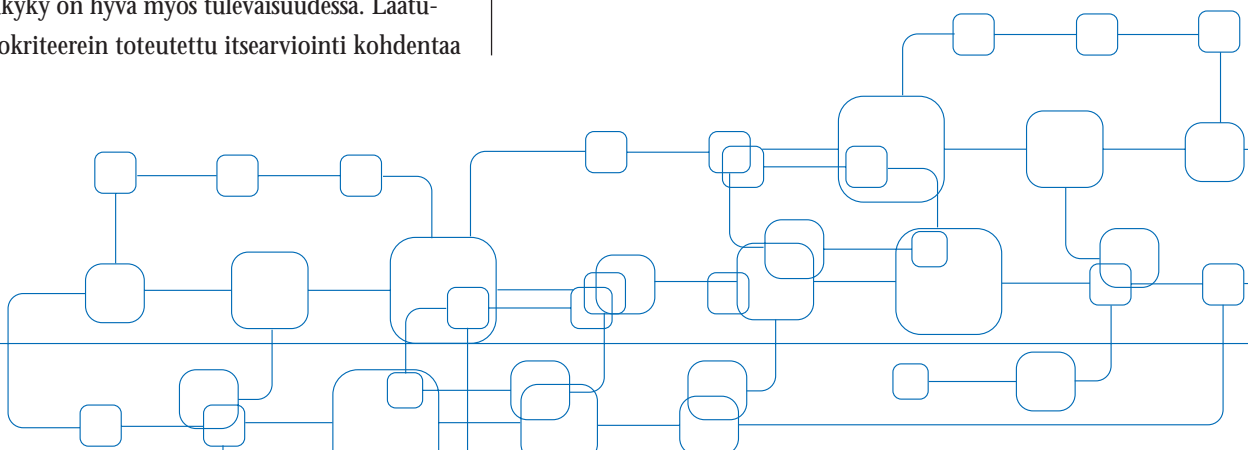 kyky on hyvä myös tulevaisuudessa. Laatu-
okriteerein toteutettu itsearviointi kohdentaa